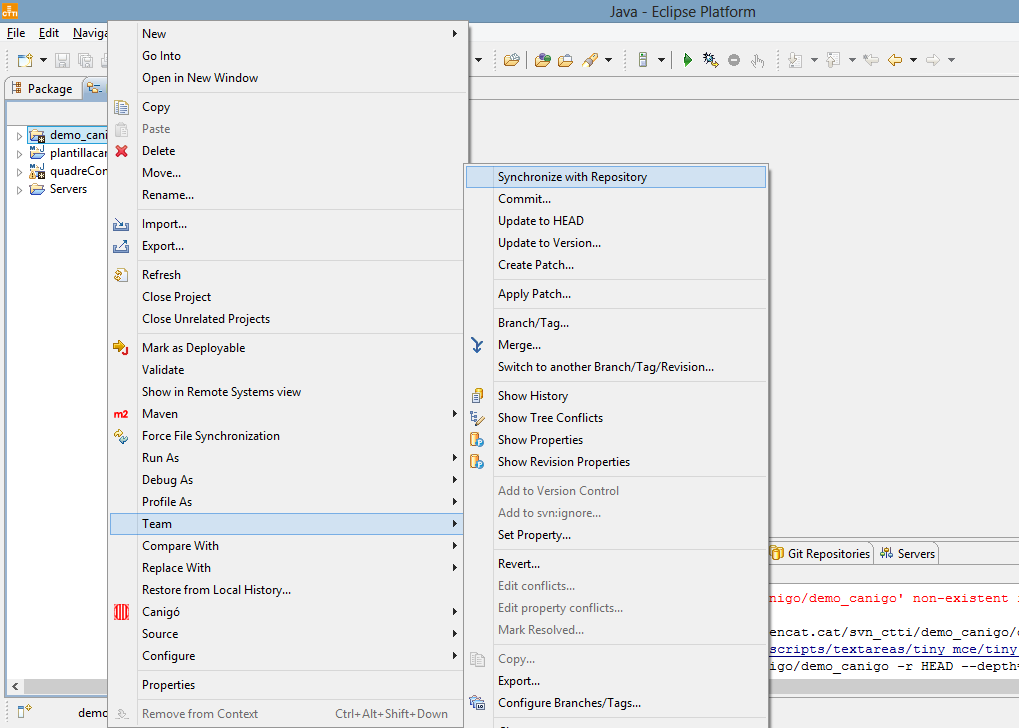 Java - Eclipse Platform
CTTI
File Edit
New
Go Into
Open in New Window
Package
Copy
Paste
Delete
Move...
Rename...
Import...
Export...
Refresh
Close Project
Close Unrelated Projects
Mark as Deployable
Validate
Show in Remote Systems view
Maven
Force File Synchronization
Run As
Debug As
Profile As
Team
Compare With
Replace With
Restore from Local History...
Canigó
Source
Configure
Properties
Remove from Context Ctrl+Alt+Shift+Down
Servers
Synchronize with Repository
Commit...
Update to HEAD
Update to Version...
Create Patch...
Apply Patch...
Branch/Tag...
Merge...
Switch to another Branch/Tag/Revision...
Show History
Show Tree Conflicts
Show Properties
Show Revision Properties
Add to Version Control
Add to svn:ignore...
Set Property...
Revert...
Edit conflicts...
Edit property conflicts...
Mark Resolved...
Copy...
Export...
Configure Branches/Tags...
Git Repositories Servers
nigo/demo_canigo' non-existent
encat.cat/svn_ctti/demo_canigo/
scripts/textareas/tiny_mce/tiny
igo/demo_canigo -r HEAD --depth=